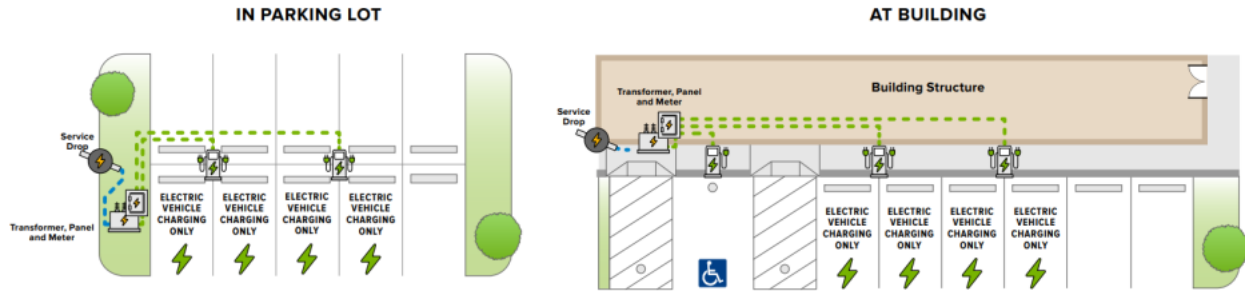 IN PARKING LOT
AT BUILDING
Service
Drop
Transformer, Panel
and Meter
ELECTRIC
VEHICLE
CHARGING
ONLY
ELECTRIC
VEHICLE
CHARGING
ONLY
ELECTRIC
VEHICLE
CHARGING
ONLY
ELECTRIC
VEHICLE
CHARGING
ONLY
Building Structure
Transformer, Panel
and Meter
Service
Drop
ELECTRIC
VEHICLE
CHARGING
ONLY
ELECTRIC
VEHICLE
CHARGING
ONLY
ELECTRIC
VEHICLE
CHARGING
ONLY
ELECTRIC
VEHICLE
CHARGING
ONLY